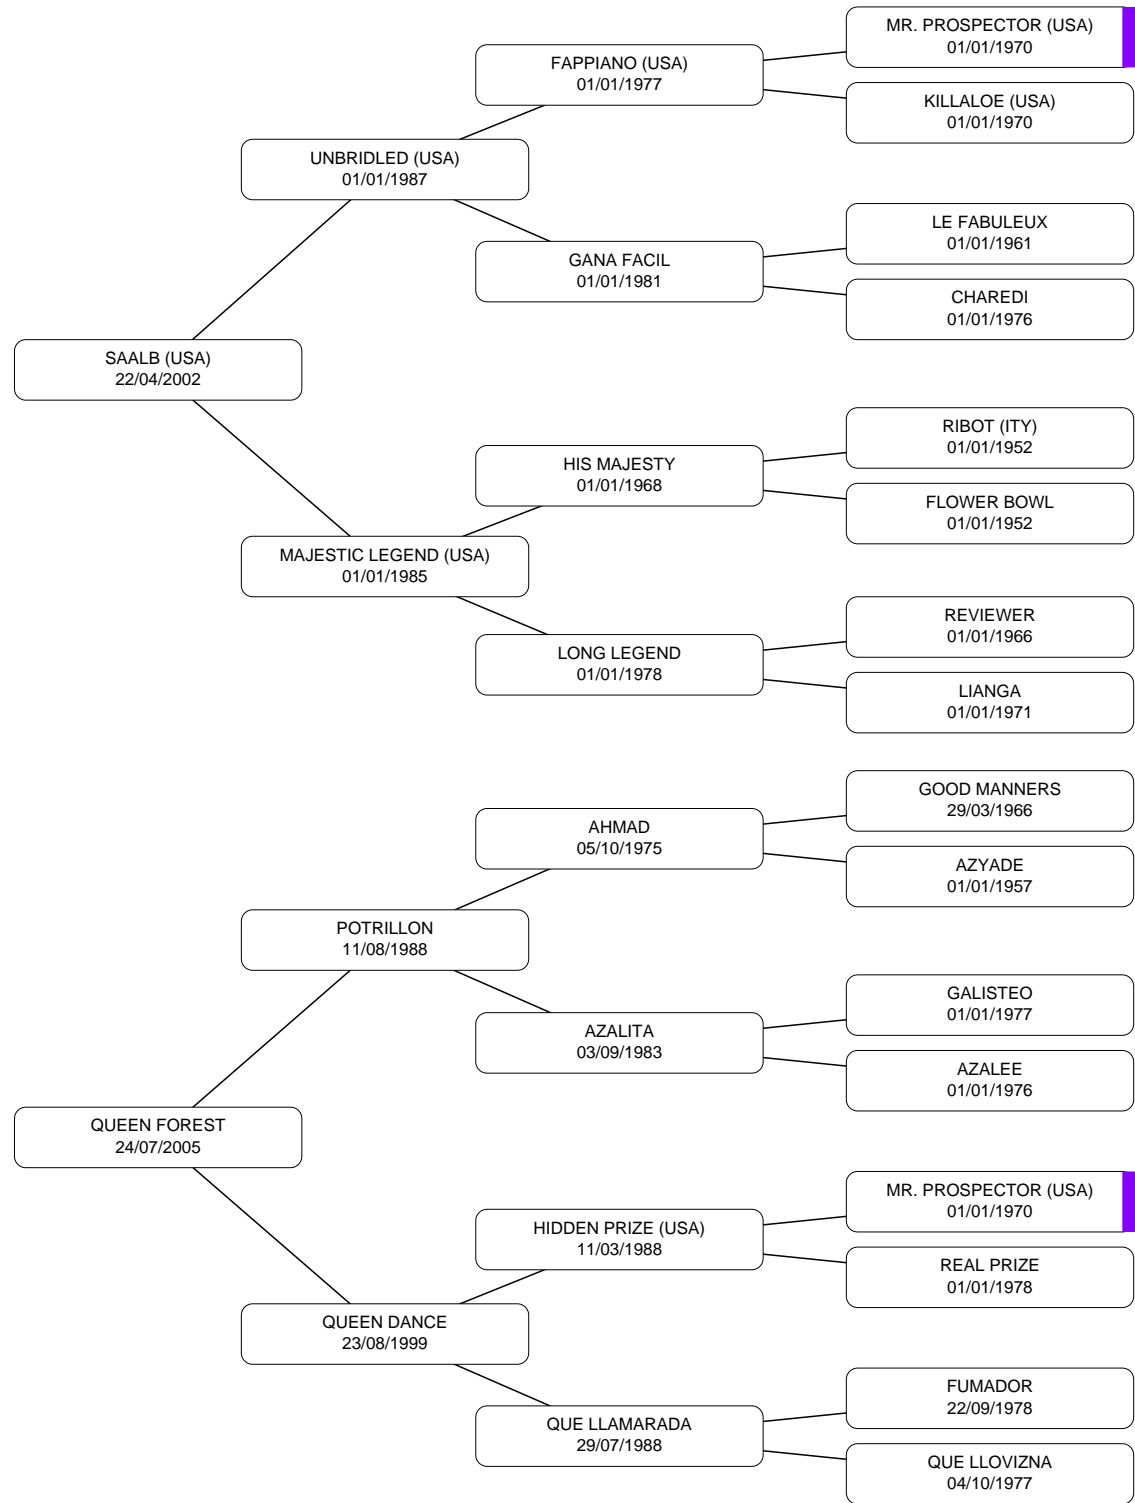 MR. PROSPECTOR (USA)
01/01/1970
FAPPIANO (USA)
01/01/1977
KILLALOE (USA)
01/01/1970
UNBRIDLED (USA)
01/01/1987
LE FABULEUX
01/01/1961
GANA FACIL
01/01/1981
CHAREDI
01/01/1976
SAALB (USA)
22/04/2002
RIBOT (ITY)
01/01/1952
HIS MAJESTY
01/01/1968
FLOWER BOWL
01/01/1952
MAJESTIC LEGEND (USA)
01/01/1985
REVIEWER
01/01/1966
LONG LEGEND
01/01/1978
LIANGA
01/01/1971
GOOD MANNERS
29/03/1966
AHMAD
05/10/1975
AZYADE
01/01/1957
POTRILLON
11/08/1988
GALISTEO
01/01/1977
AZALITA
03/09/1983
AZALEE
01/01/1976
QUEEN FOREST
24/07/2005
MR. PROSPECTOR (USA)
01/01/1970
HIDDEN PRIZE (USA)
11/03/1988
REAL PRIZE
01/01/1978
QUEEN DANCE
23/08/1999
FUMADOR
22/09/1978
QUE LLAMARADA
29/07/1988
QUE LLOVIZNA
04/10/1977